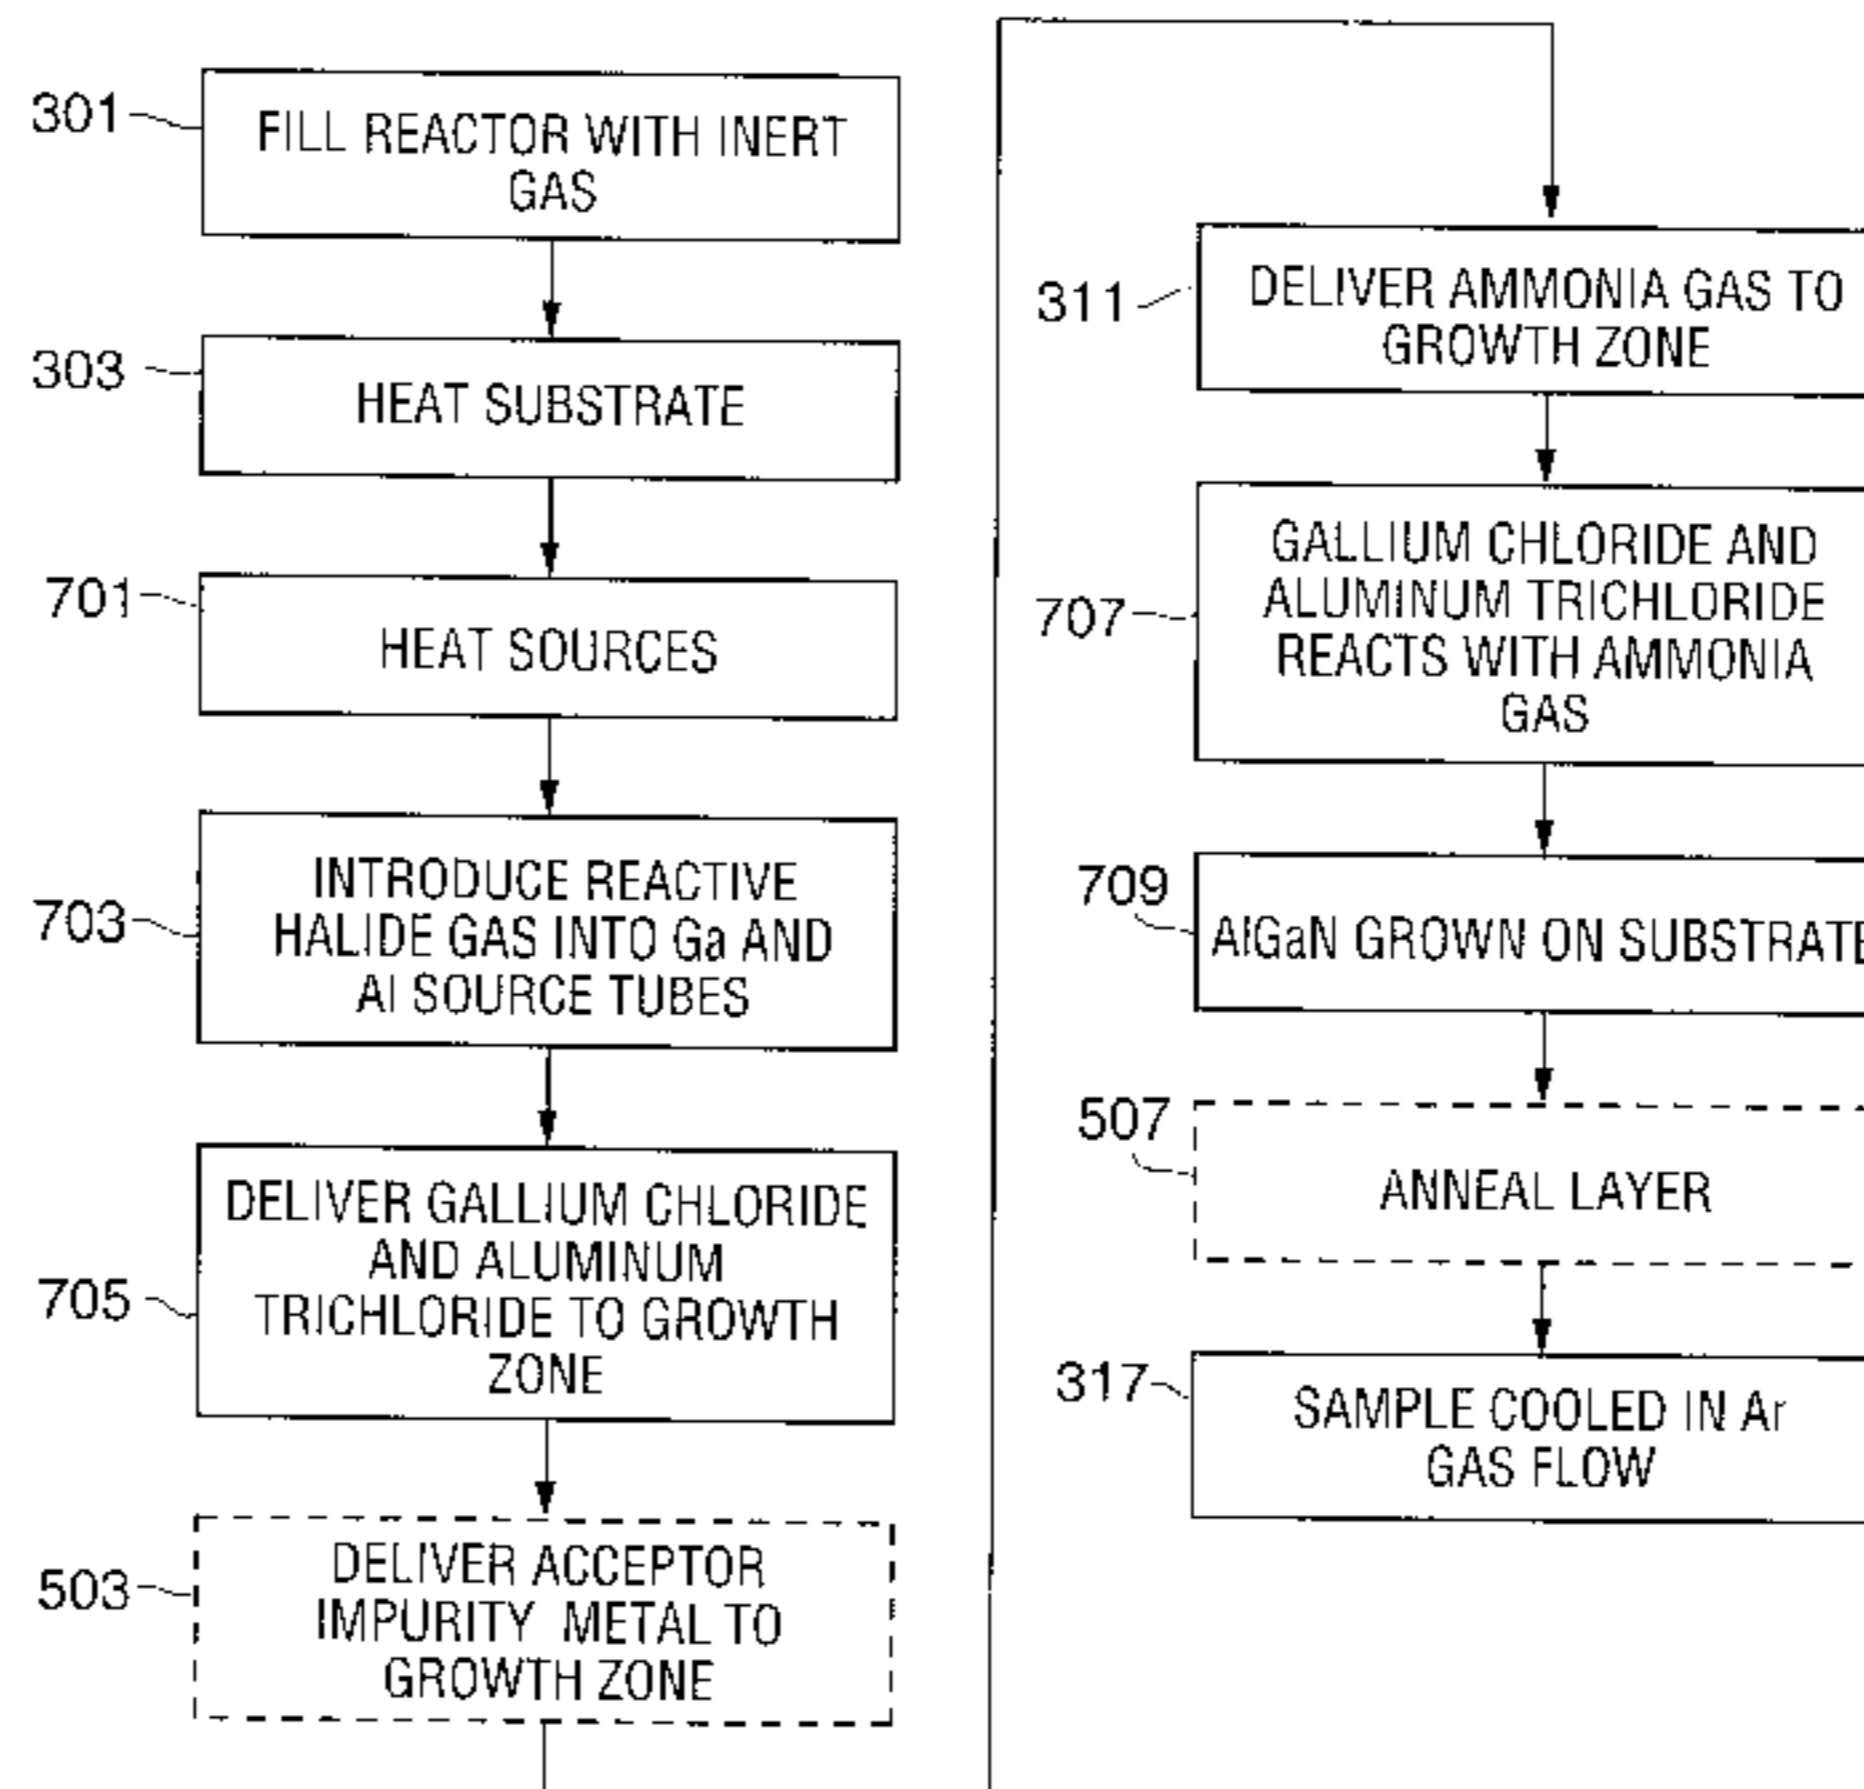 301
FILL REACTOR WITH INERT
GAS
303
HEAT SUBSTRATE
701
HEAT SOURCES
703
INTRODUCE REACTIVE
HALIDE GAS INTO Ga AND
Al SOURCE TUBES
705
DELIVER GALLIUM CHLORIDE
AND ALUMINUM
TRICHLORIDE TO GROWTH
ZONE
503
DELIVER ACCEPTOR
IMPURITY METAL TO
GROWTH ZONE
311
DELIVER AMMONIA GAS TO
GROWTH ZONE
707
GALLIUM CHLORIDE AND
ALUMINUM TRICHLORIDE
REACTS WITH AMMONIA
GAS
709
AlGaN GROWN ON SUBSTRATE
507
ANNEAL LAYER
317
SAMPLE COOLED IN Ar
GAS FLOW